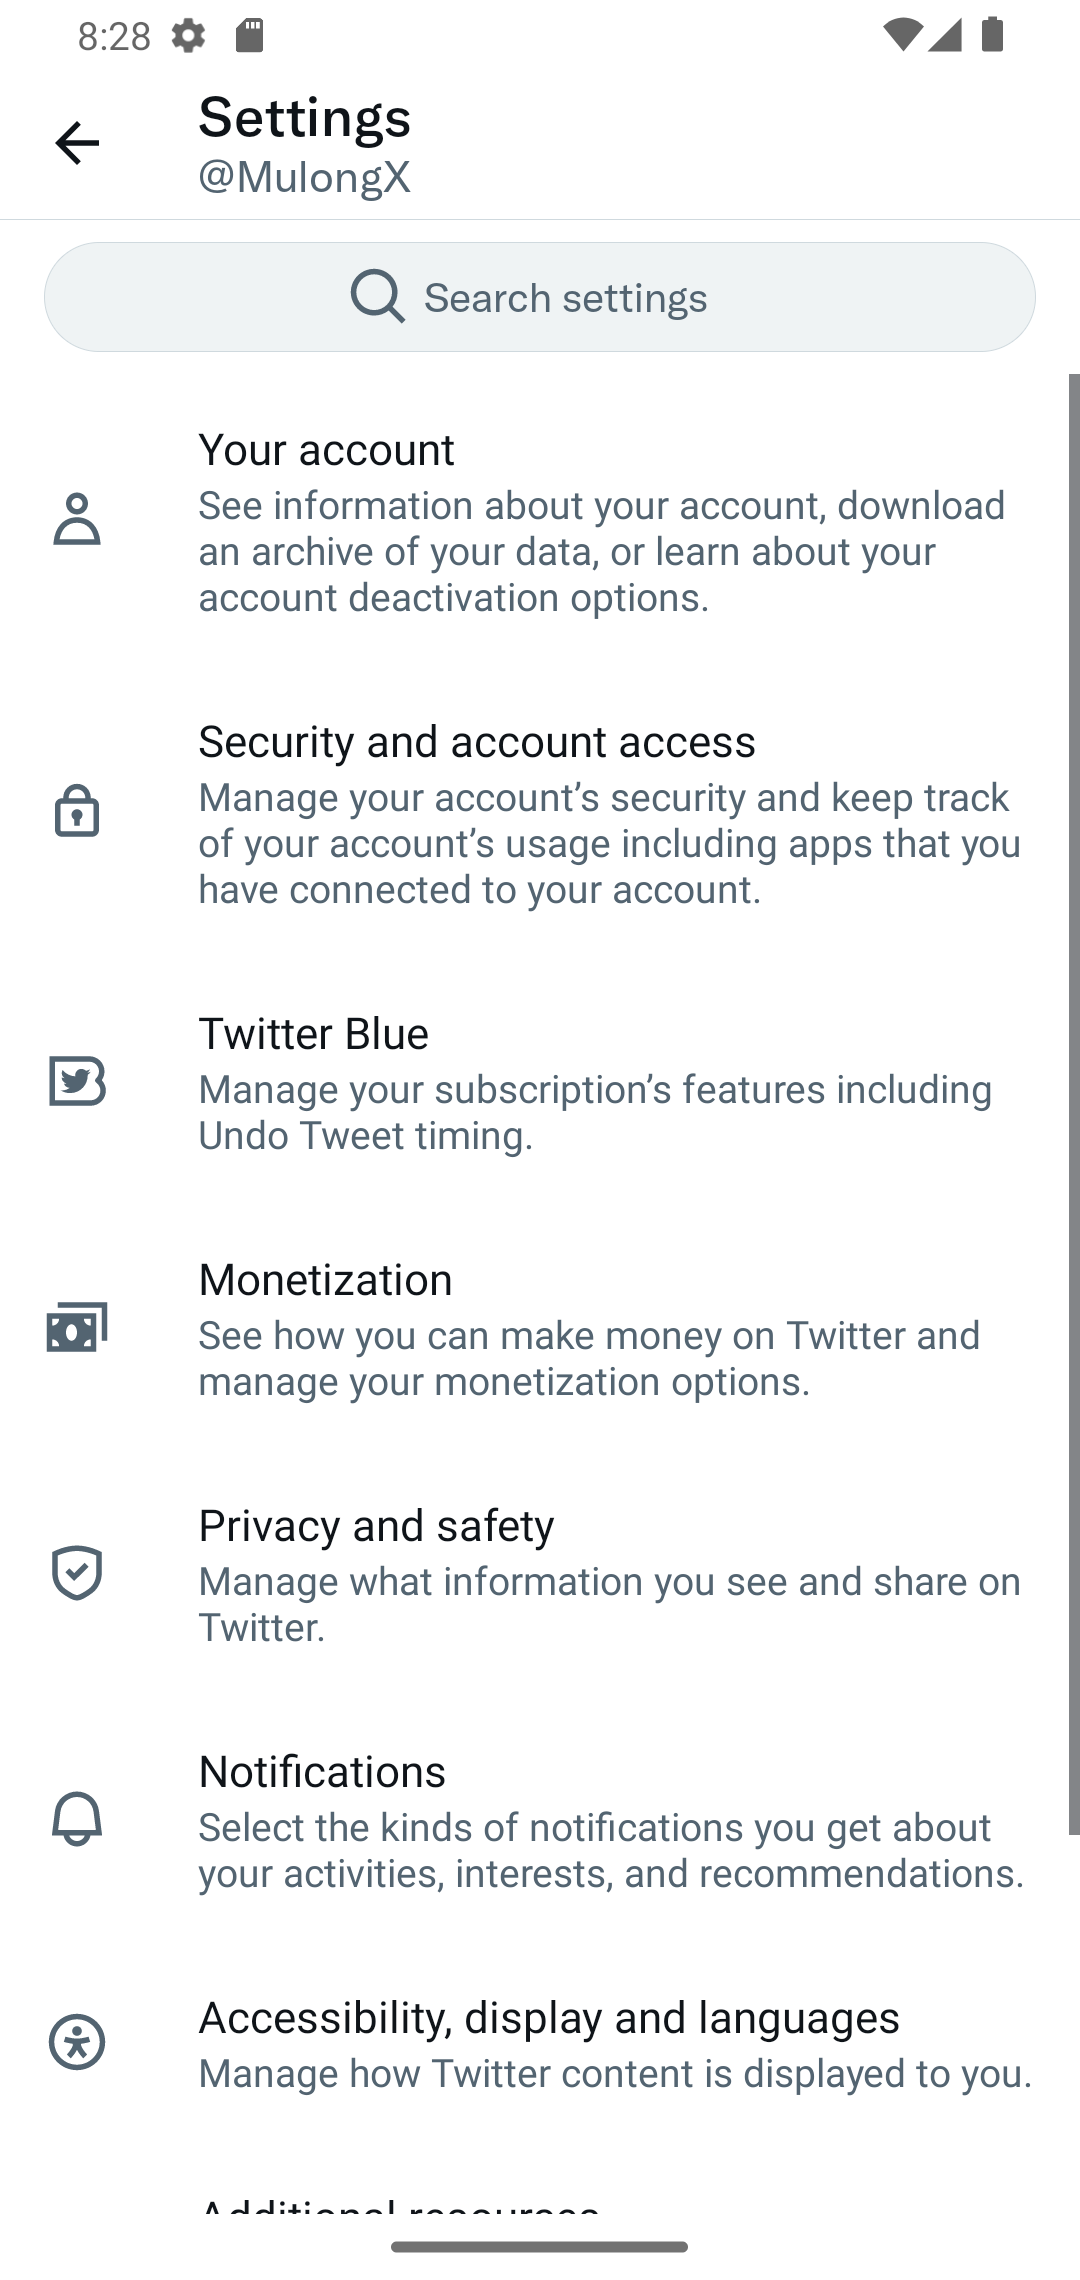 8:28
Settings
@MulongX
Search settings
Your account
See information about your account, download
an archive of your data, or learn about your
account deactivation options.
Security and account access
Manage your account’s security and keep track
of your account’s usage including apps that you
have connected to your account.
Twitter Blue
Manage your subscription’s features including
Undo Tweet timing.
Monetization
See how you can make money on Twitter and
manage your monetization options.
Privacy and safety
Manage what information you see and share on
Twitter.
Notifications
Select the kinds of notifications you get about
your activities, interests, and recommendations.
Accessibility, display and languages
Manage how Twitter content is displayed to you.
Additional resources